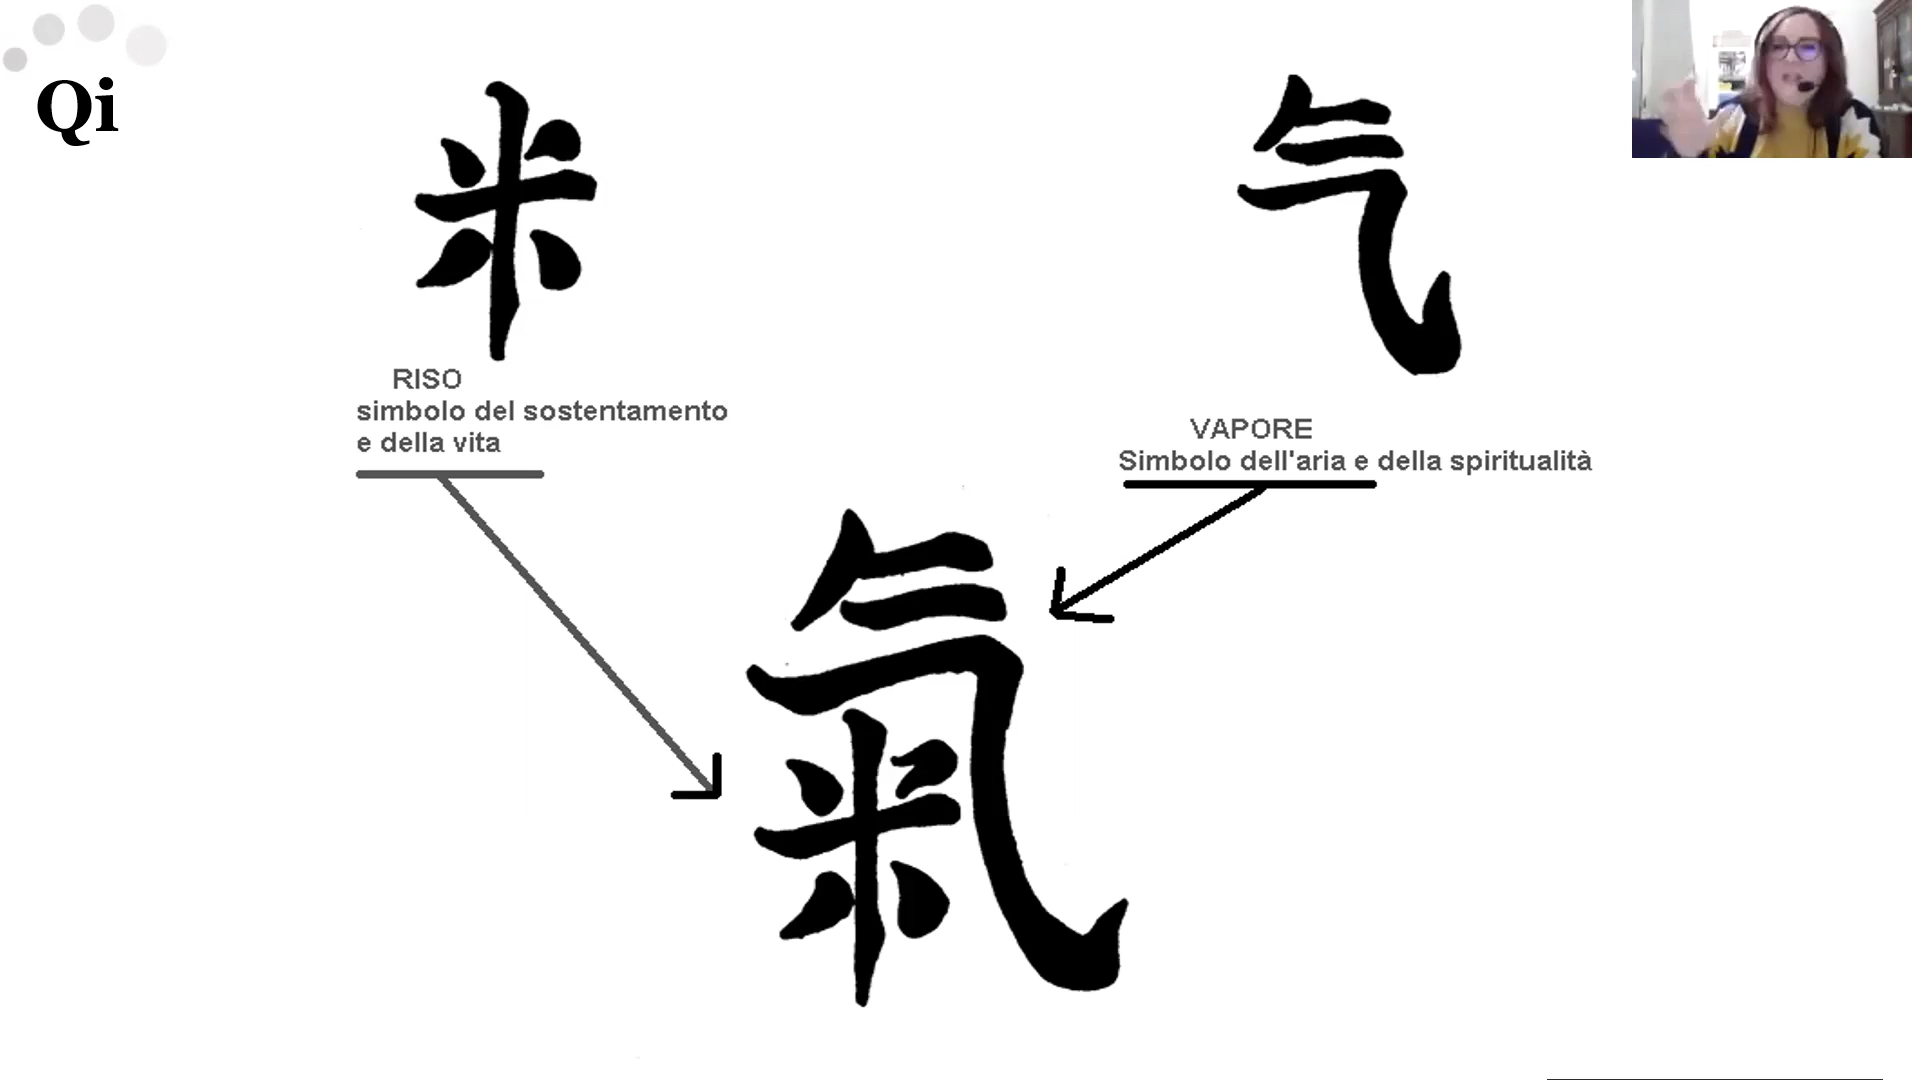 Qi
米
气
RISO
simbolo del sostentamento
e della vita
VAPORE
Simbolo dell'aria e della spiritualità
氣